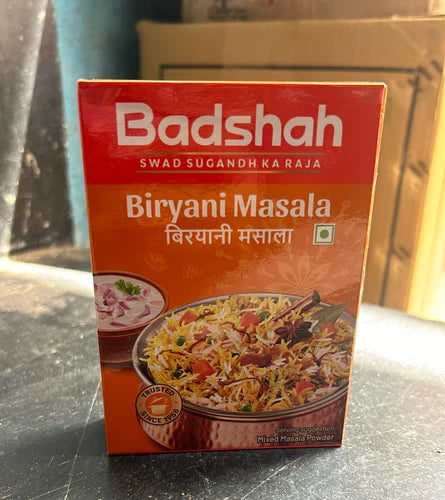 Badshah
SWAD SUGANDH KA RAJA
Biryani Masala
बिरयानी मसाला
TRUSTED
SINCE 1958
Serving suggestion
Mixed Masala Powder